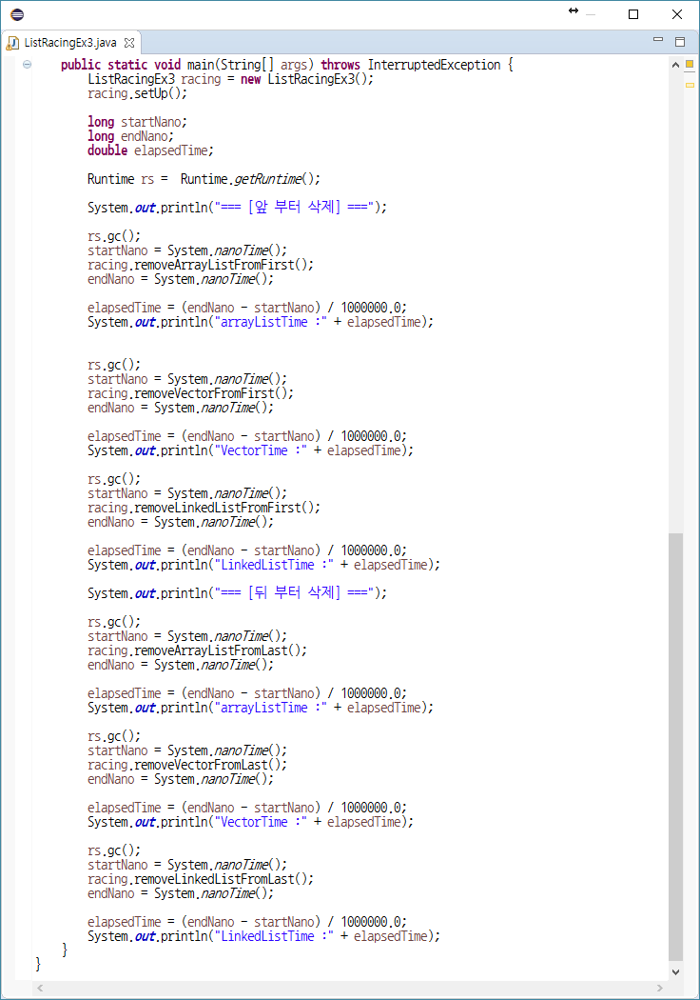 ListRacingEx3.java
public static void main(String[] args) throws InterruptedException {
ListRacingEx3 racing = new ListRacingEx3();
racing.setUp();
long startNano;
long endNano;
double elapsedTime;
Runtime rs =  Runtime.getRuntime();
System.out.println("=== [앞 부터 삭제] ===");
rs.gc();
startNano = System.nanoTime();
racing.removeArrayListFromFirst();
endNano = System.nanoTime();
elapsedTime = (endNano - startNano) / 1000000.0;
System.out.println("arrayListTime :" + elapsedTime);
rs.gc();
startNano = System.nanoTime();
racing.removeVectorFromFirst();
endNano = System.nanoTime();
elapsedTime = (endNano - startNano) / 1000000.0;
System.out.println("VectorTime :" + elapsedTime);
rs.gc();
startNano = System.nanoTime();
racing.removeLinkedListFromFirst();
endNano = System.nanoTime();
elapsedTime = (endNano - startNano) / 1000000.0;
System.out.println("LinkedListTime :" + elapsedTime);
System.out.println("=== [뒤 부터 삭제] ===");
rs.gc();
startNano = System.nanoTime();
racing.removeArrayListFromLast();
endNano = System.nanoTime();
elapsedTime = (endNano - startNano) / 1000000.0;
System.out.println("arrayListTime :" + elapsedTime);
rs.gc();
startNano = System.nanoTime();
racing.removeVectorFromLast();
endNano = System.nanoTime();
elapsedTime = (endNano - startNano) / 1000000.0;
System.out.println("VectorTime :" + elapsedTime);
rs.gc();
startNano = System.nanoTime();
racing.removeLinkedListFromLast();
endNano = System.nanoTime();
elapsedTime = (endNano - startNano) / 1000000.0;
System.out.println("LinkedListTime :" + elapsedTime);
}
}